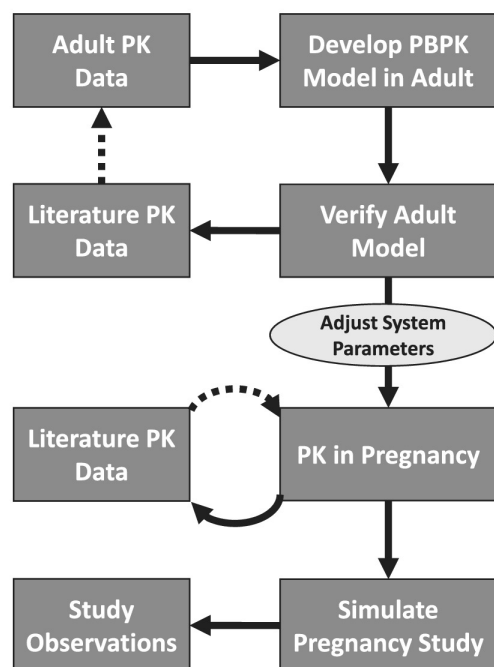 Adult PK
Data
Develop PBPK
Model in Adult
Literature PK
Data
Verify Adult
Model
Adjust System
Parameters
Literature PK
Data
PK in Pregnancy
Study
Observations
Simulate
Pregnancy Study